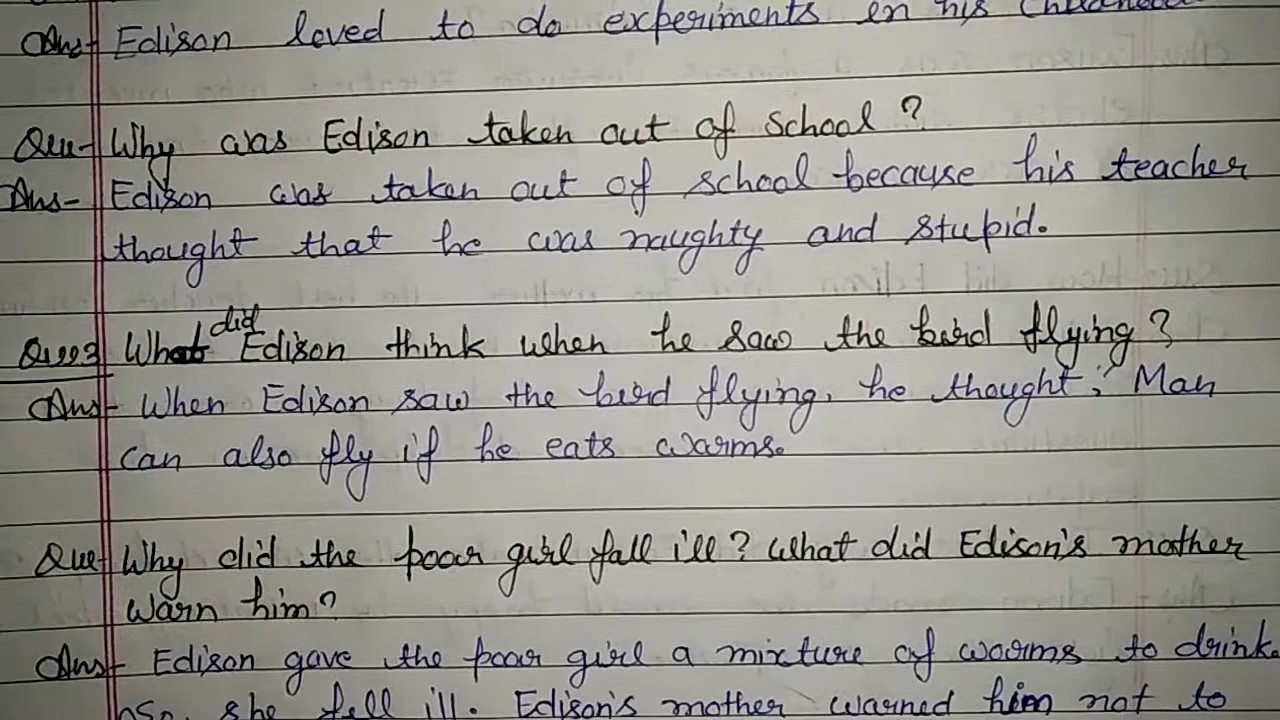 Ans- Edison loved to do experiments in his childhood
Que- Why was Edison taken out of school?
Ans- Edison was taken out of school because his teacher
thought that he was naughty and stupid.
Ques3 What did Edison think when he saw the bird flying?
Ans- When Edison saw the bird flying, he thought; Man
can also fly if he eats warms.
Que- Why did the poor girl fall ill? What did Edison's mother
warn him?
Ans- Edison gave the poor girl a mixture of worms to drink.
so, she fell ill. Edison's mother warned him not to